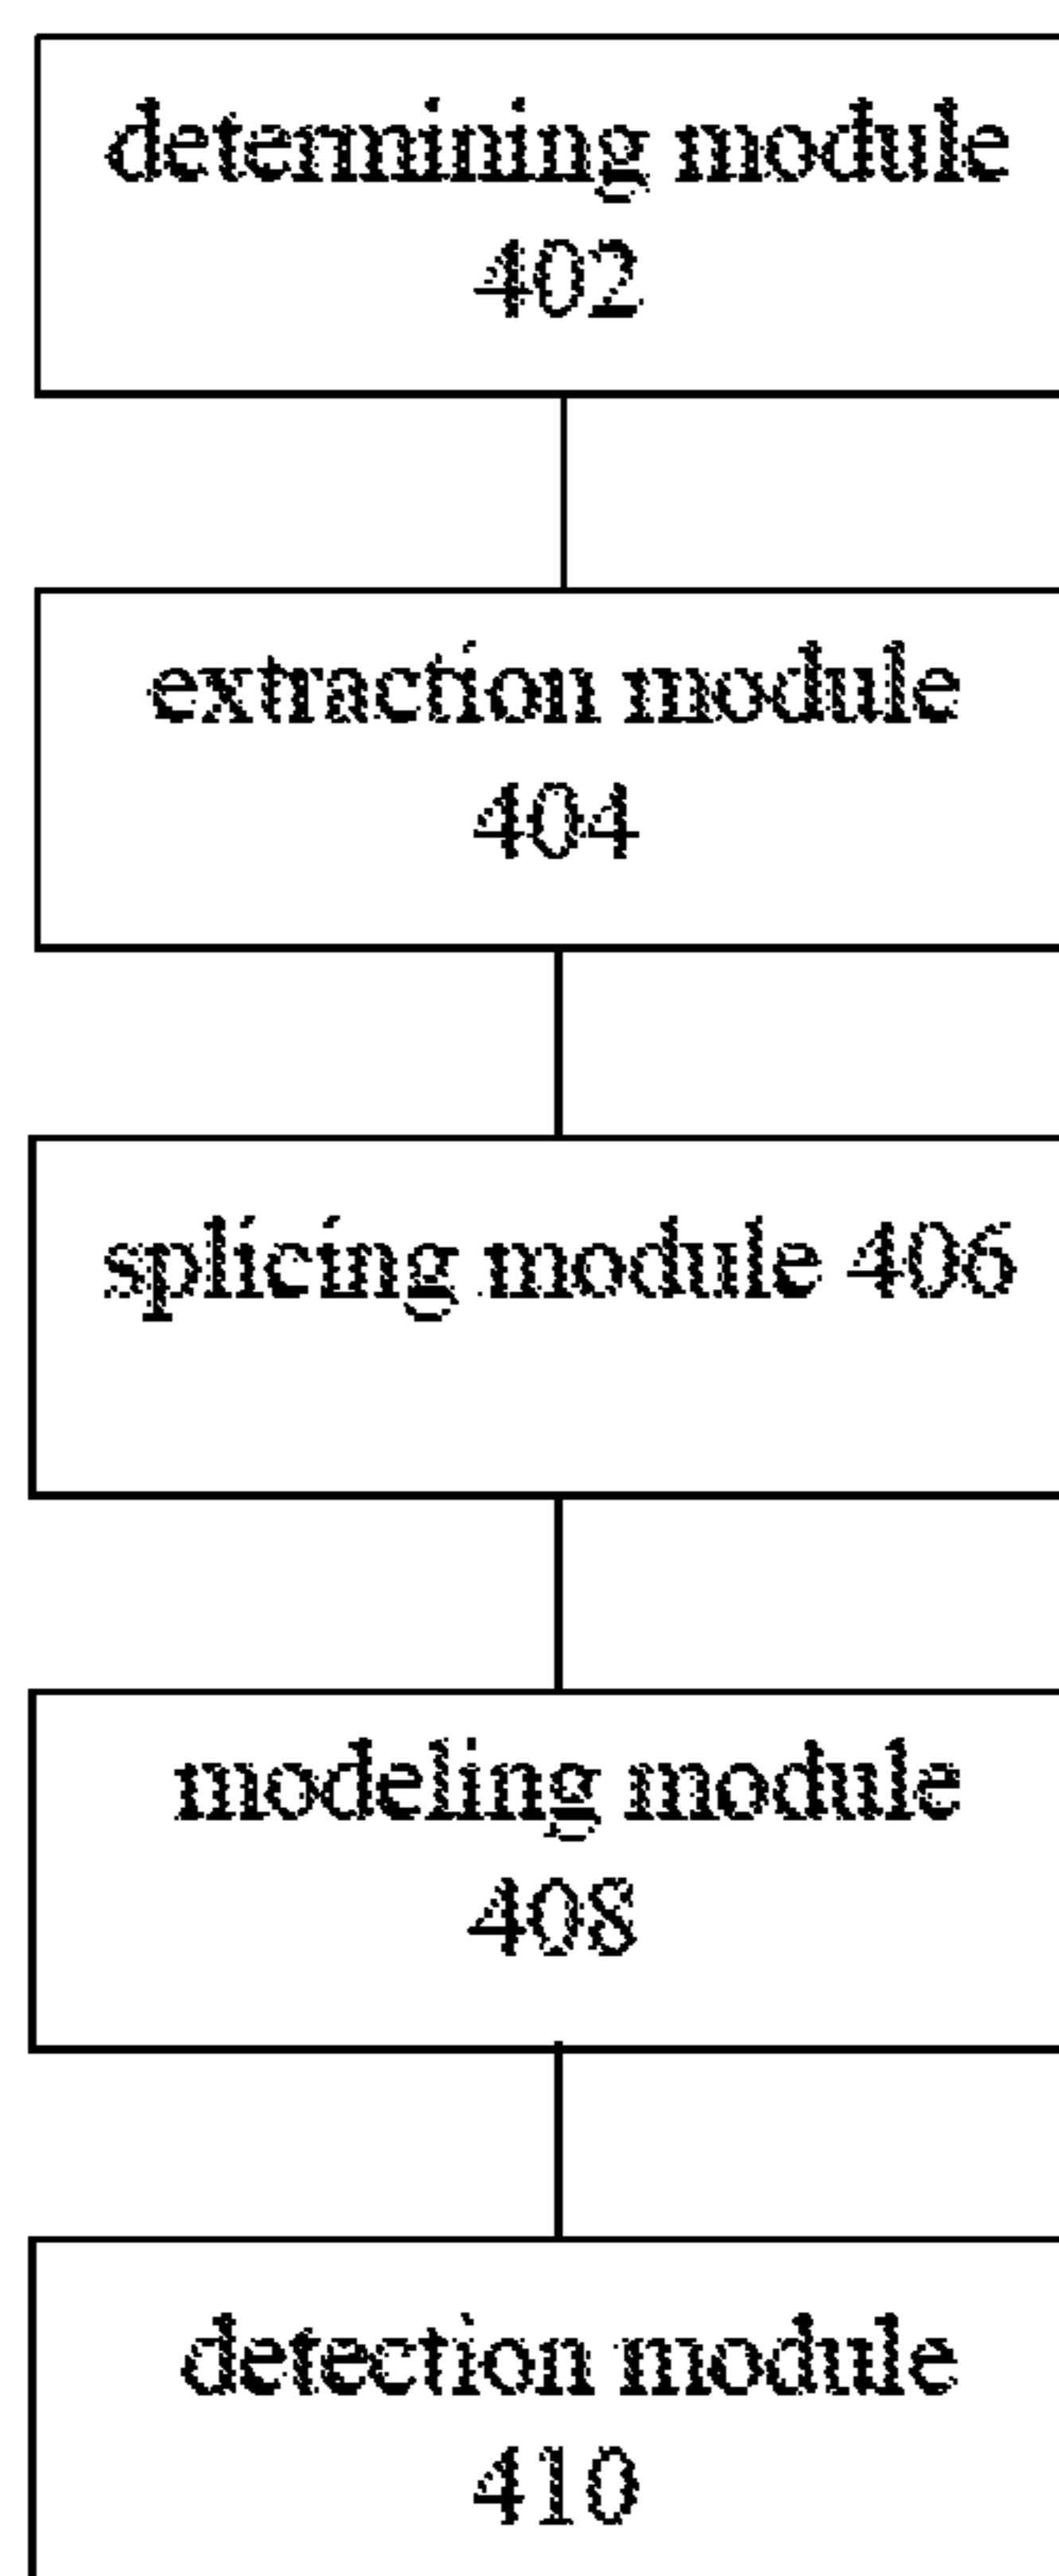 determining module
402
extraction module
404
splicing module 406
modeling module
408
detection module
410